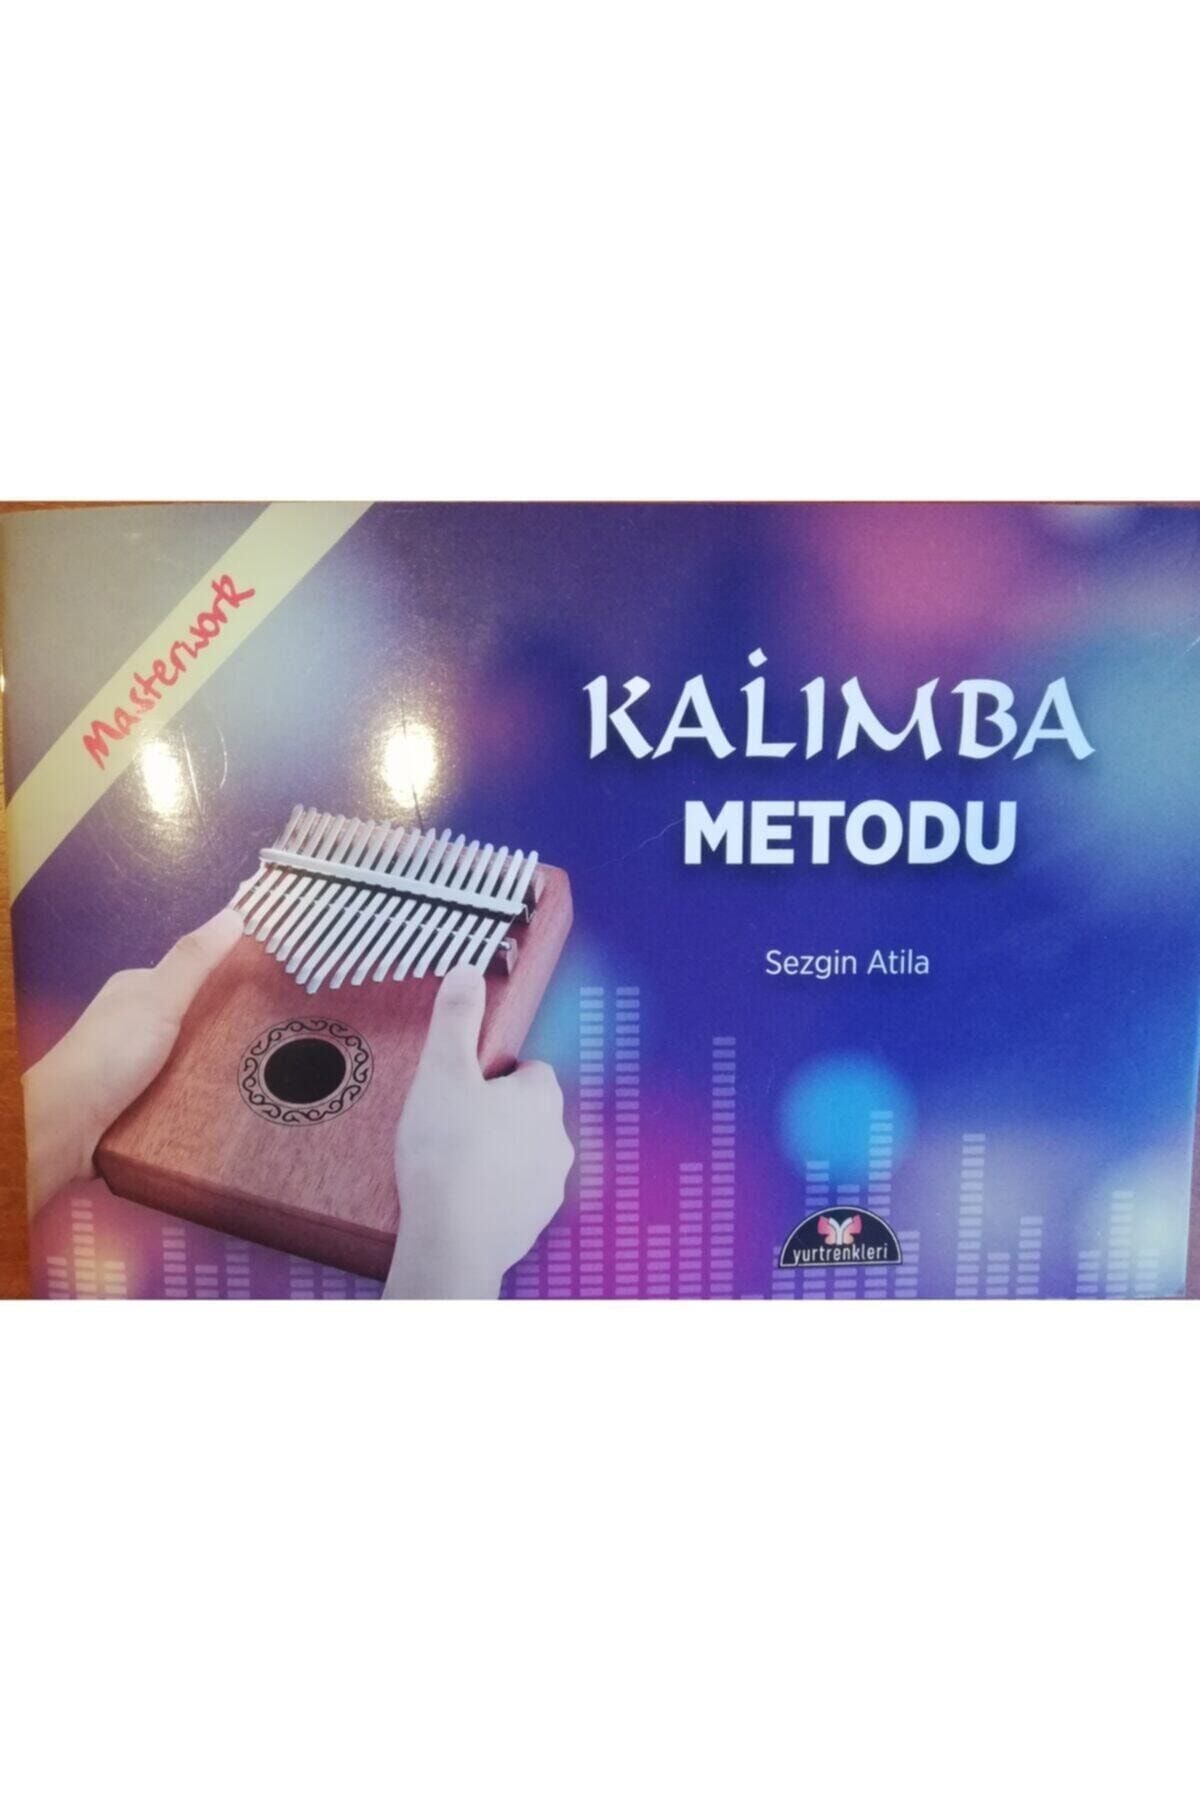 Masterwork
KALİMBA
METODU
Sezgin Atila
yurtrenkleri